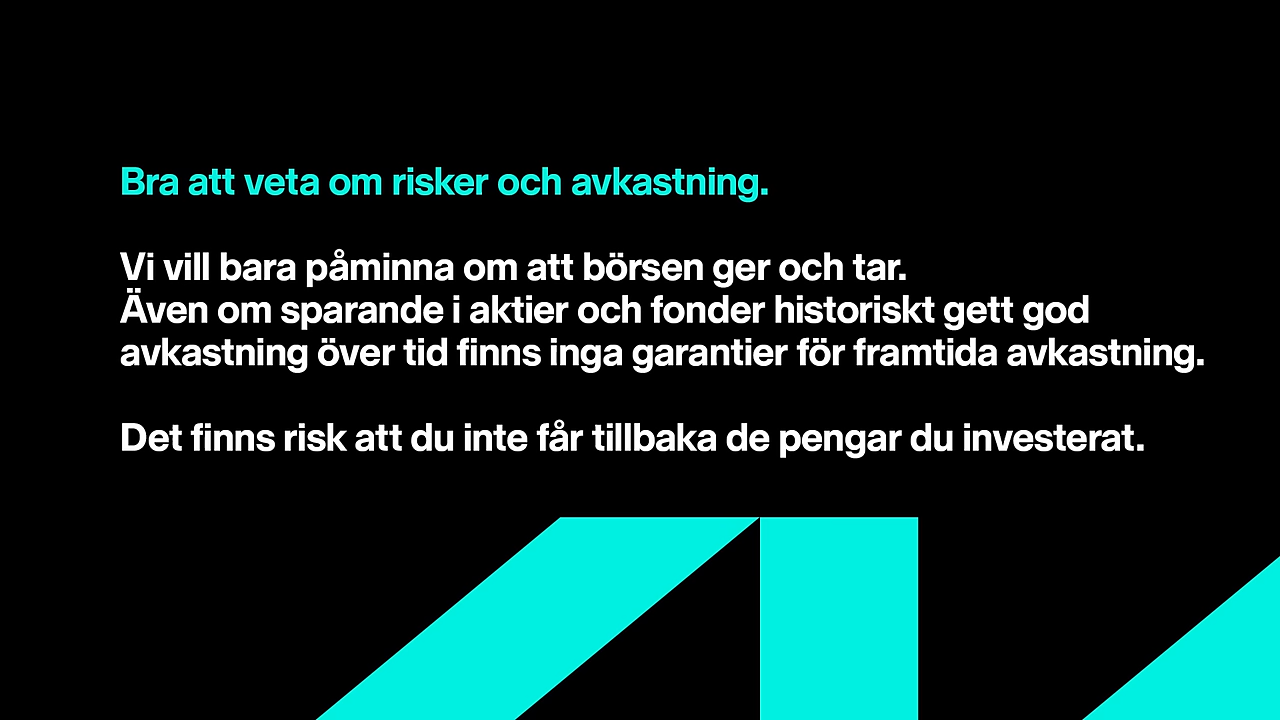 Bra att veta om risker och avkastning.
Vi vill bara påminna om att börsen ger och tar.
Även om sparande i aktier och fonder historiskt gett god
avkastning över tid finns inga garantier för framtida avkastning.
Det finns risk att du inte får tillbaka de pengar du investerat.